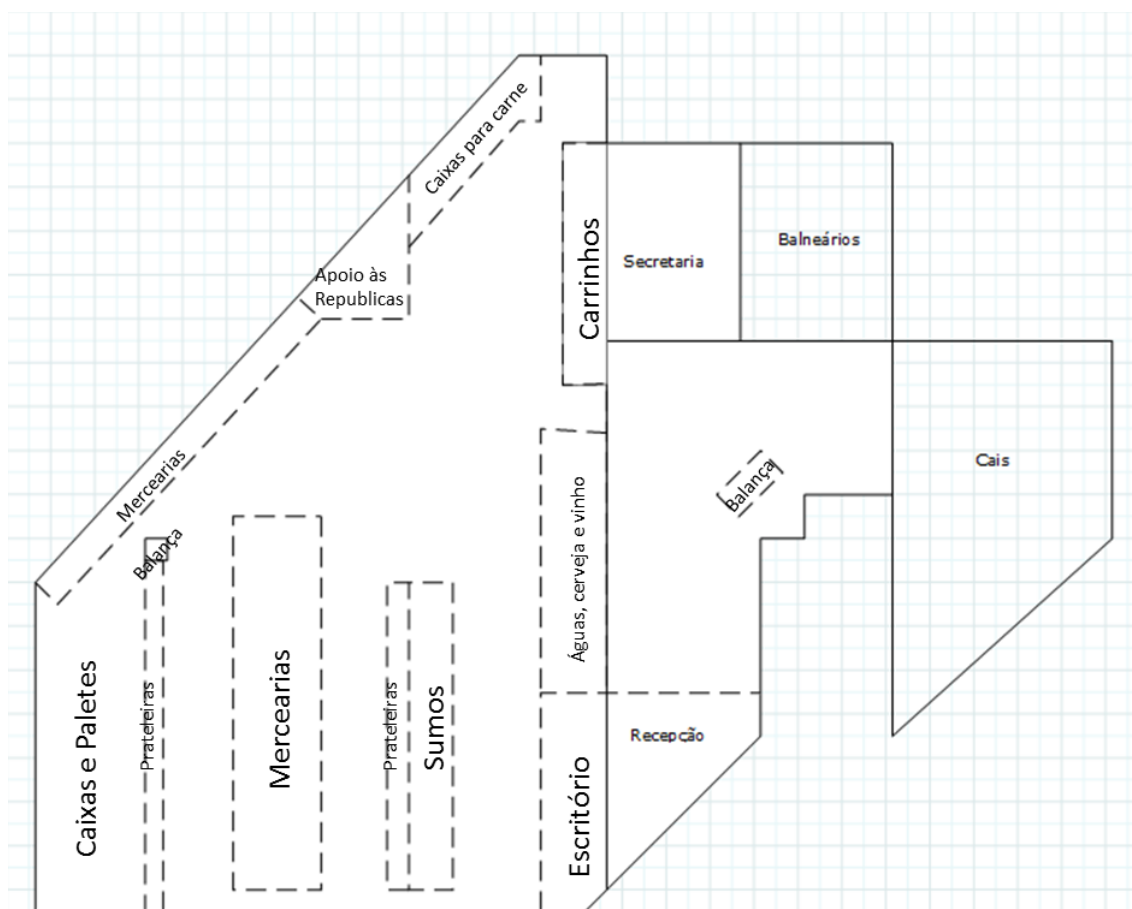 Caixas para carne
Carrinhos
Secretaria
Balneários
Apoio às
Republicas
Mercearias
Balança
Caixas e Paletes
Prateleiras
Mercearias
Prateleiras
Sumos
Águas, cerveja e vinho
Balança
Cais
Escritório
Recepção